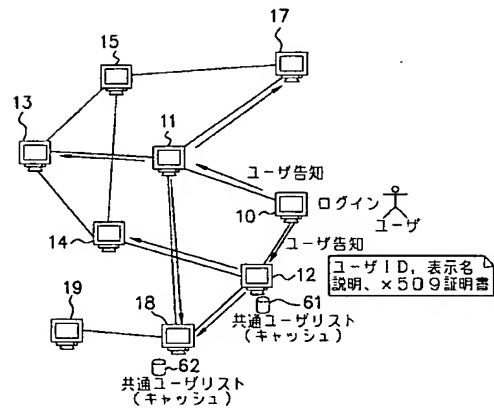 17
15
13
11
ユーザ告知
10
ログイン
ユーザ
14
ユーザ告知
12
ユーザID，表示名
説明、x509証明書
61
共通ユーザリスト
(キャッシュ)
19
18
62
共通ユーザリスト
(キャッシュ)